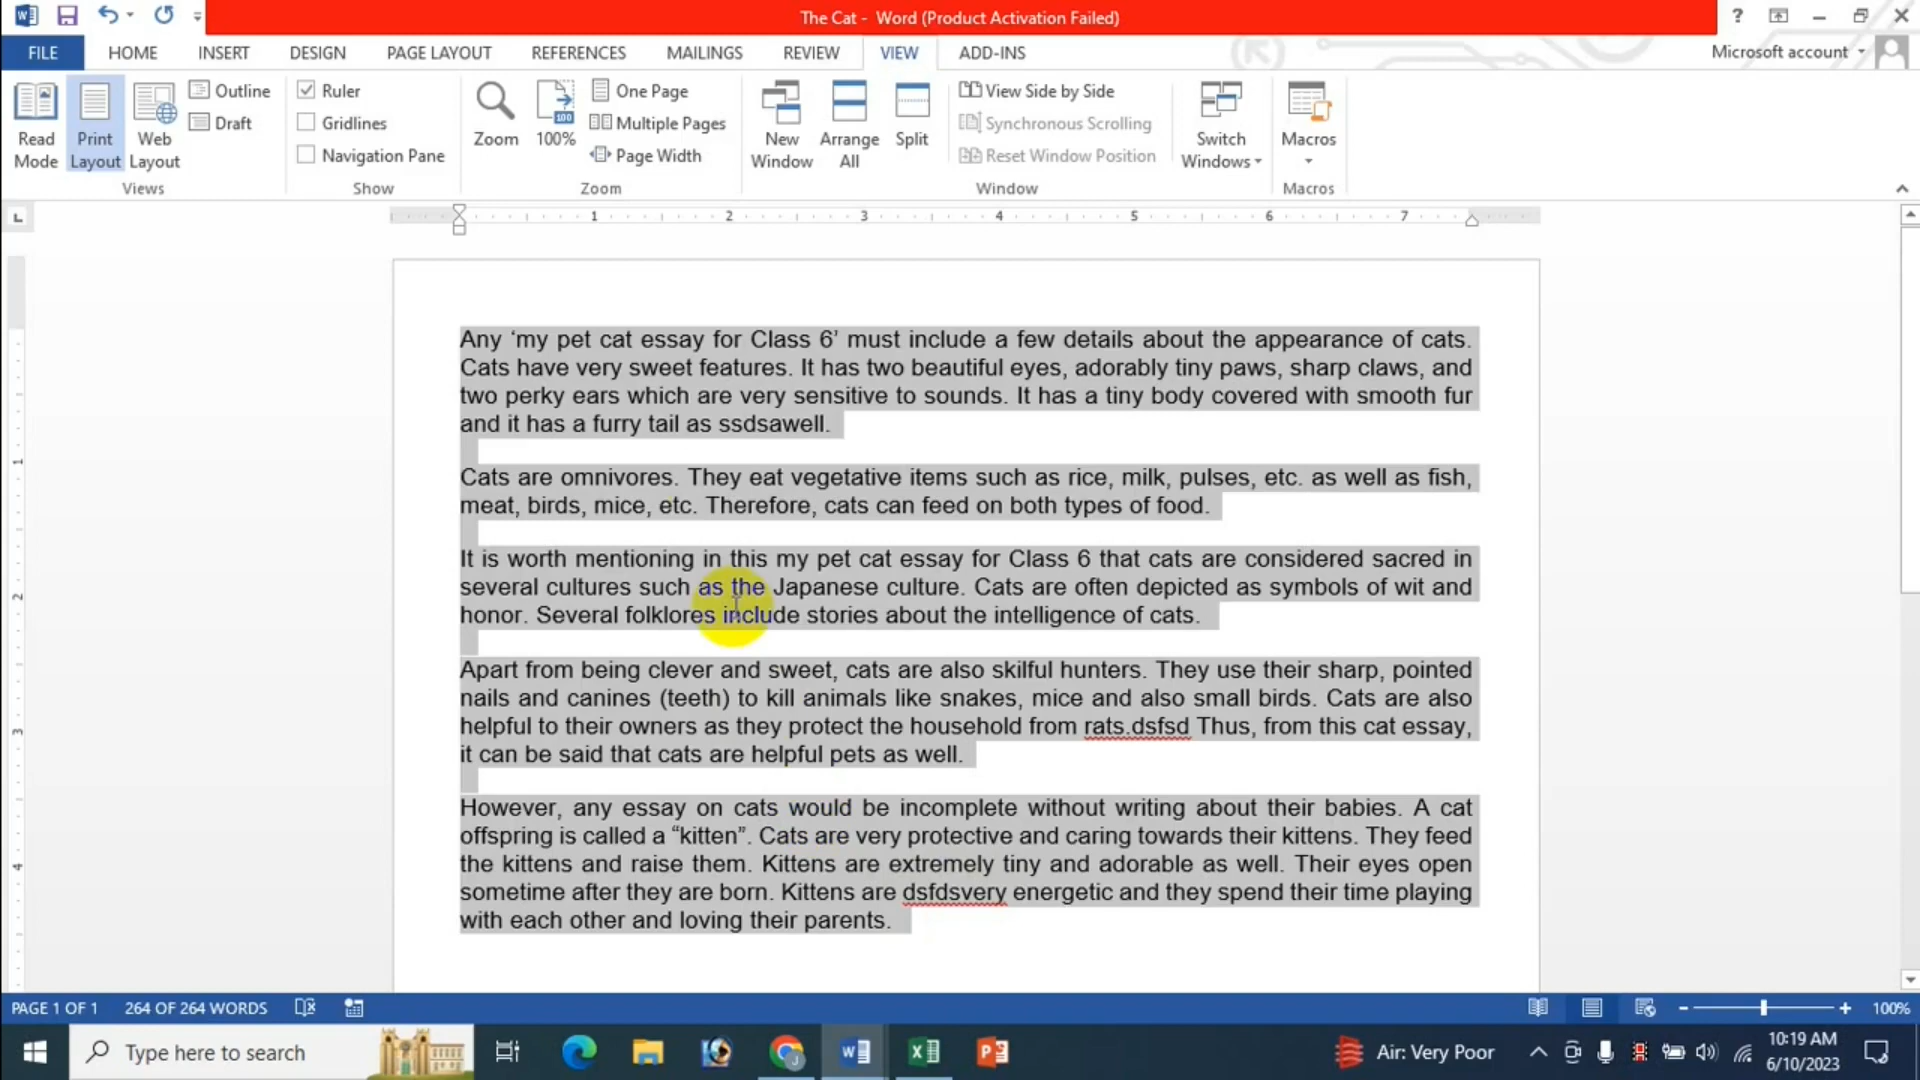 The Cat - Word (Product Activation Failed)
FILE HOME INSERT DESIGN PAGE LAYOUT REFERENCES MAILINGS REVIEW VIEW ADD-INS Microsoft account
Read Mode
Print Layout
Web Layout
Outline
Draft
Views
Ruler
Gridlines
Navigation Pane
Show
Zoom
100%
One Page
Multiple Pages
Page Width
Zoom
New Window
Arrange All
Split
View Side by Side
Synchronous Scrolling
Reset Window Position
Window
Switch Windows
Macros
Macros
1 2 3 4 5 6 7
Any ‘my pet cat essay for Class 6’ must include a few details about the appearance of cats.
Cats have very sweet features. It has two beautiful eyes, adorably tiny paws, sharp claws, and
two perky ears which are very sensitive to sounds. It has a tiny body covered with smooth fur
and it has a furry tail as ssdsawell.
Cats are omnivores. They eat vegetative items such as rice, milk, pulses, etc. as well as fish,
meat, birds, mice, etc. Therefore, cats can feed on both types of food.
It is worth mentioning in this my pet cat essay for Class 6 that cats are considered sacred in
several cultures such as the Japanese culture. Cats are often depicted as symbols of wit and
honor. Several folklores include stories about the intelligence of cats.
Apart from being clever and sweet, cats are also skilful hunters. They use their sharp, pointed
nails and canines (teeth) to kill animals like snakes, mice and also small birds. Cats are also
helpful to their owners as they protect the household from rats.dsfsd Thus, from this cat essay,
it can be said that cats are helpful pets as well.
However, any essay on cats would be incomplete without writing about their babies. A cat
offspring is called a “kitten”. Cats are very protective and caring towards their kittens. They feed
the kittens and raise them. Kittens are extremely tiny and adorable as well. Their eyes open
sometime after they are born. Kittens are dsfdsvery energetic and they spend their time playing
with each other and loving their parents.
1
2
3
4
PAGE 1 OF 1 264 OF 264 WORDS 100%
Type here to search
Air: Very Poor
10:19 AM
6/10/2023